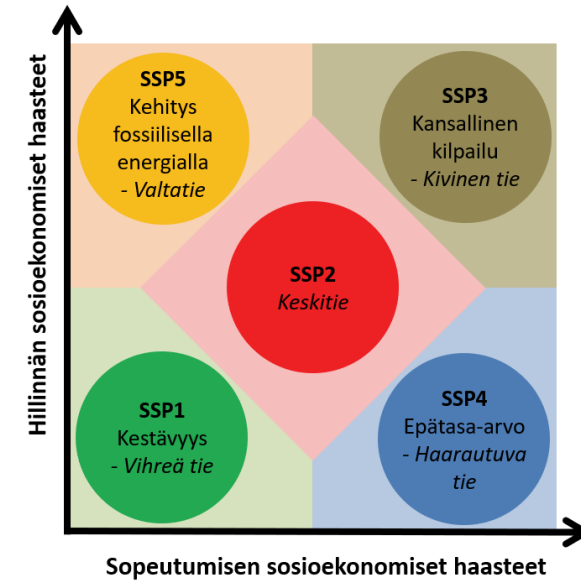 Hillinnän sosioekonomiset haasteet
SSP5
Kehitys
fossiilisella
energialla
- Valtatie
SSP3
Kansallinen
kilpailu
- Kivinen tie
SSP2
Keskitie
SSP1
Kestävyys
- Vihreä tie
SSP4
Epätasa-arvo
- Haarautuva
tie
Sopeutumisen sosioekonomiset haasteet